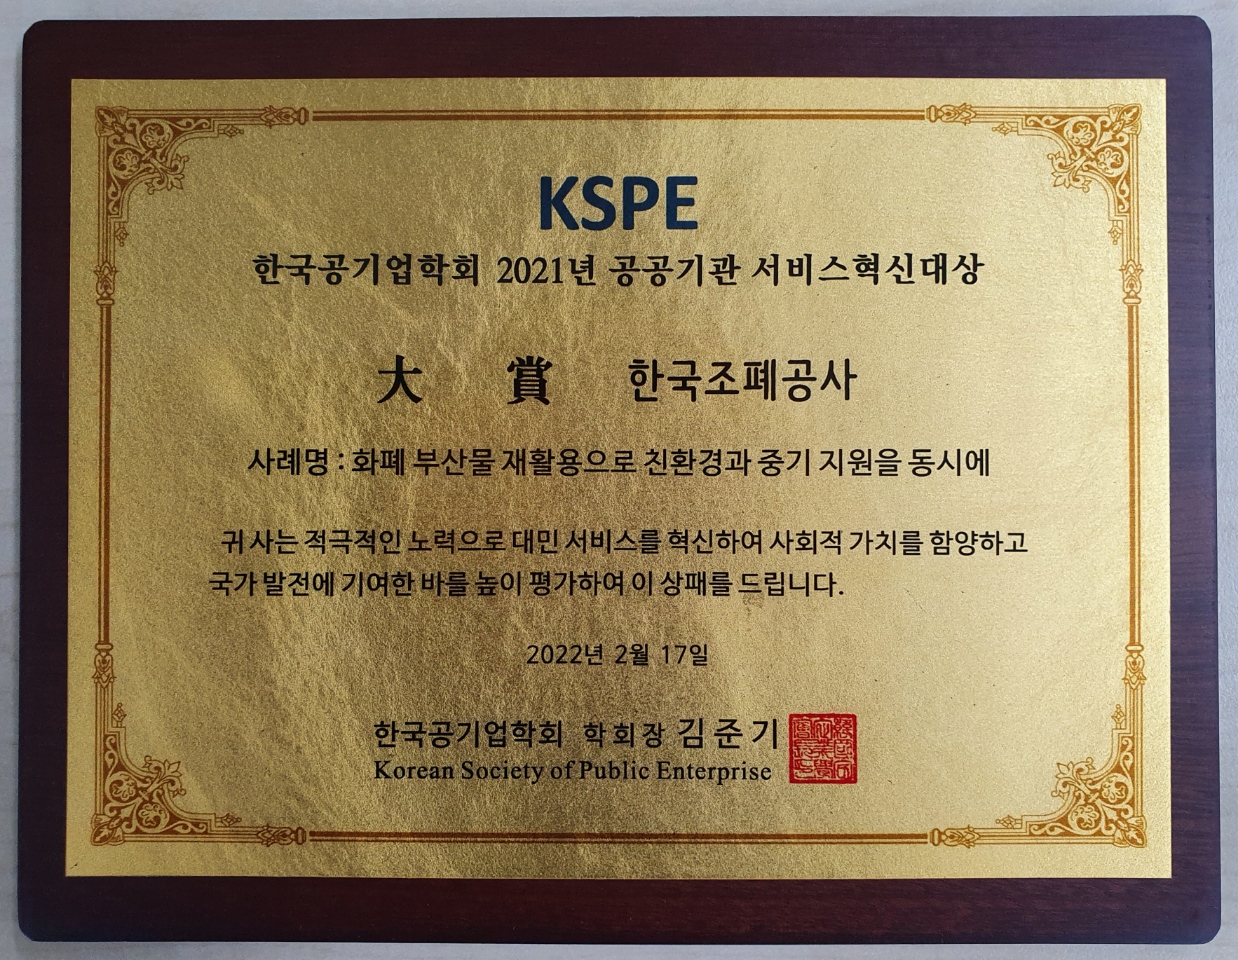 KSPE
한국공기업학회 2021년 공공기관 서비스혁신대상
大 賞 한국조폐공사
사례명 : 화폐 부산물 재활용으로 친환경과 중기 지원을 동시에
귀사는 적극적인 노력으로 대민 서비스를 혁신하여 사회적 가치를 함양하고
국가 발전에 기여한 바를 높이 평가하여 이 상패를 드립니다.
2022년 2월 17일
한국공기업학회 학회장 김준기
Korean Society of Public Enterprise